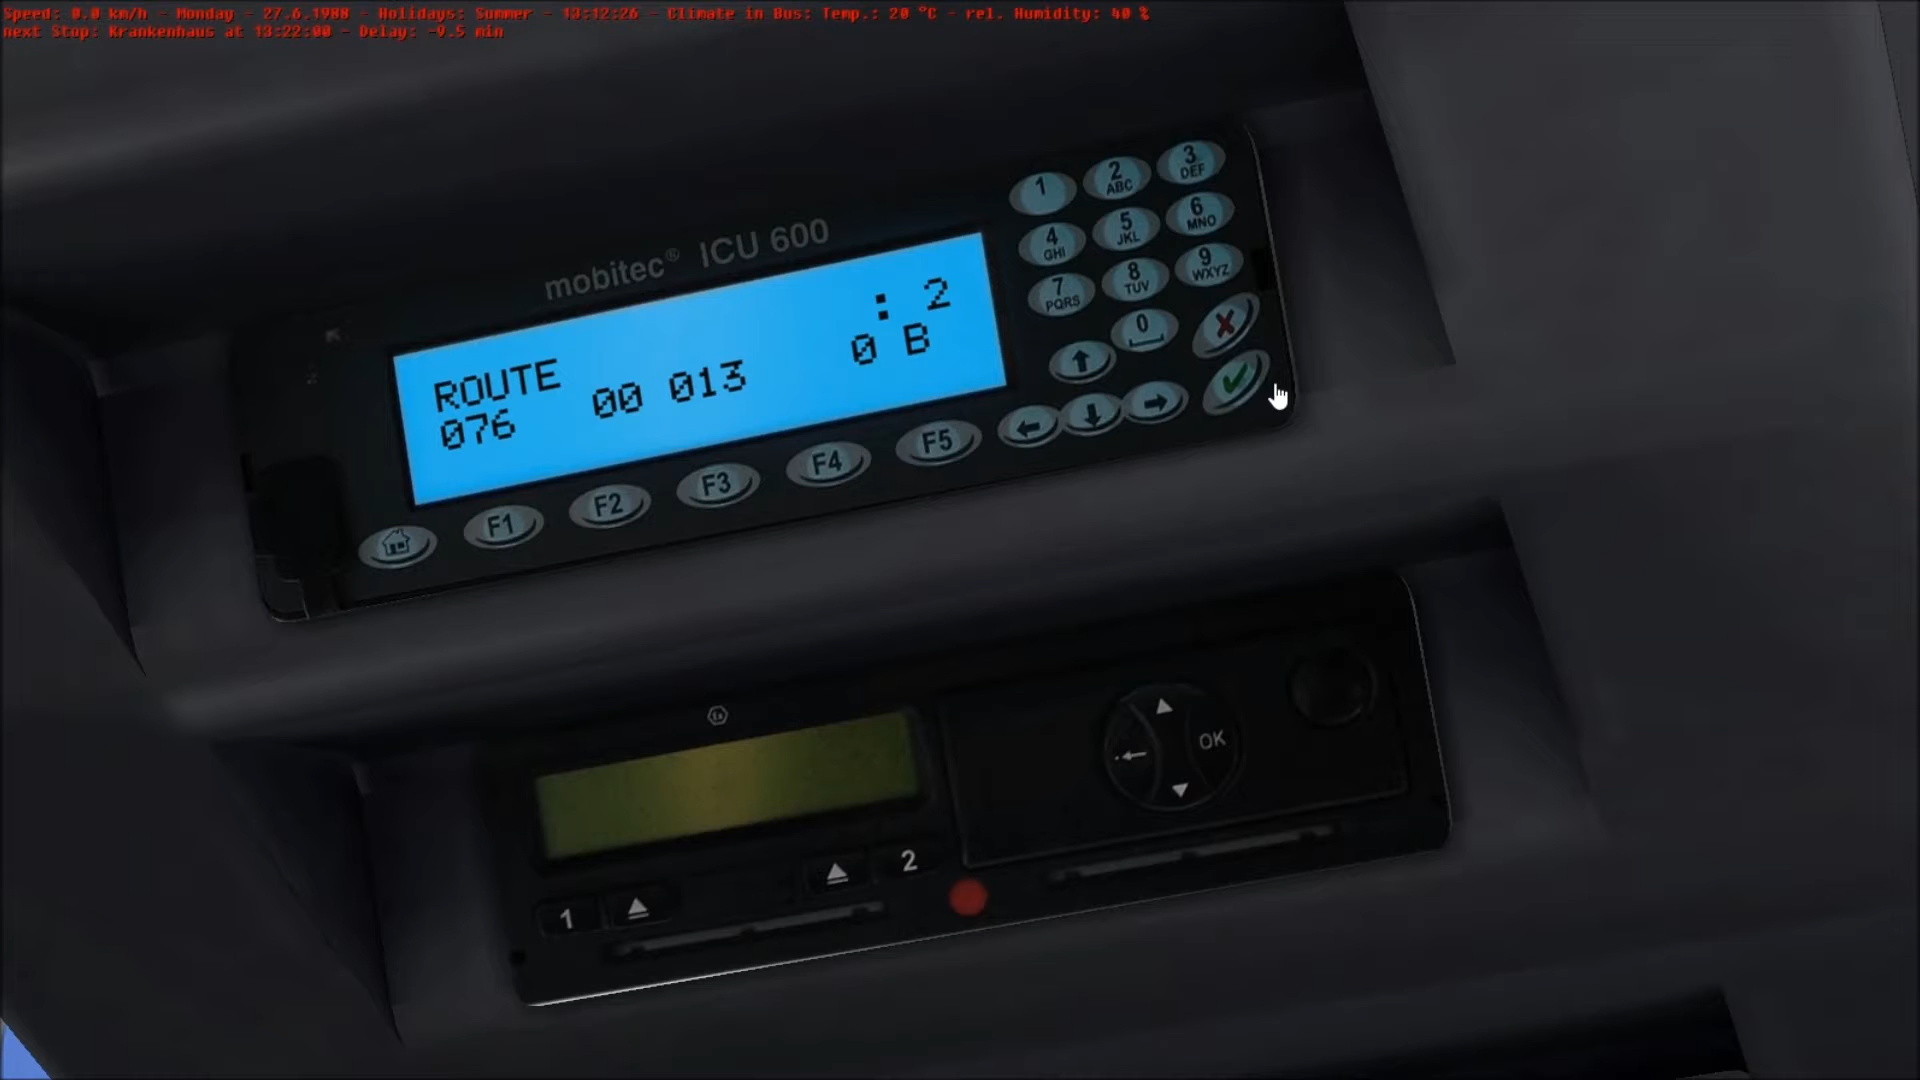 Speed: 0.0 km/h - Monday - 27.6.1988 - Holidays: Summer - 13:12:26 - Climate in Bus: Temp.: 20 °C - rel. Humidity: 40 %
next Stop: Krankenhaus at 13:22:00 - Delay: -9.5 min
mobitec® ICU 600
ROUTE : 2
076 00 013 0 B
1
2 ABC
3 DEF
4 GHI
5 JKL
6 MNO
7 PQRS
8 TUV
9 WXYZ
0
F1 F2 F3 F4 F5
OK
1 2